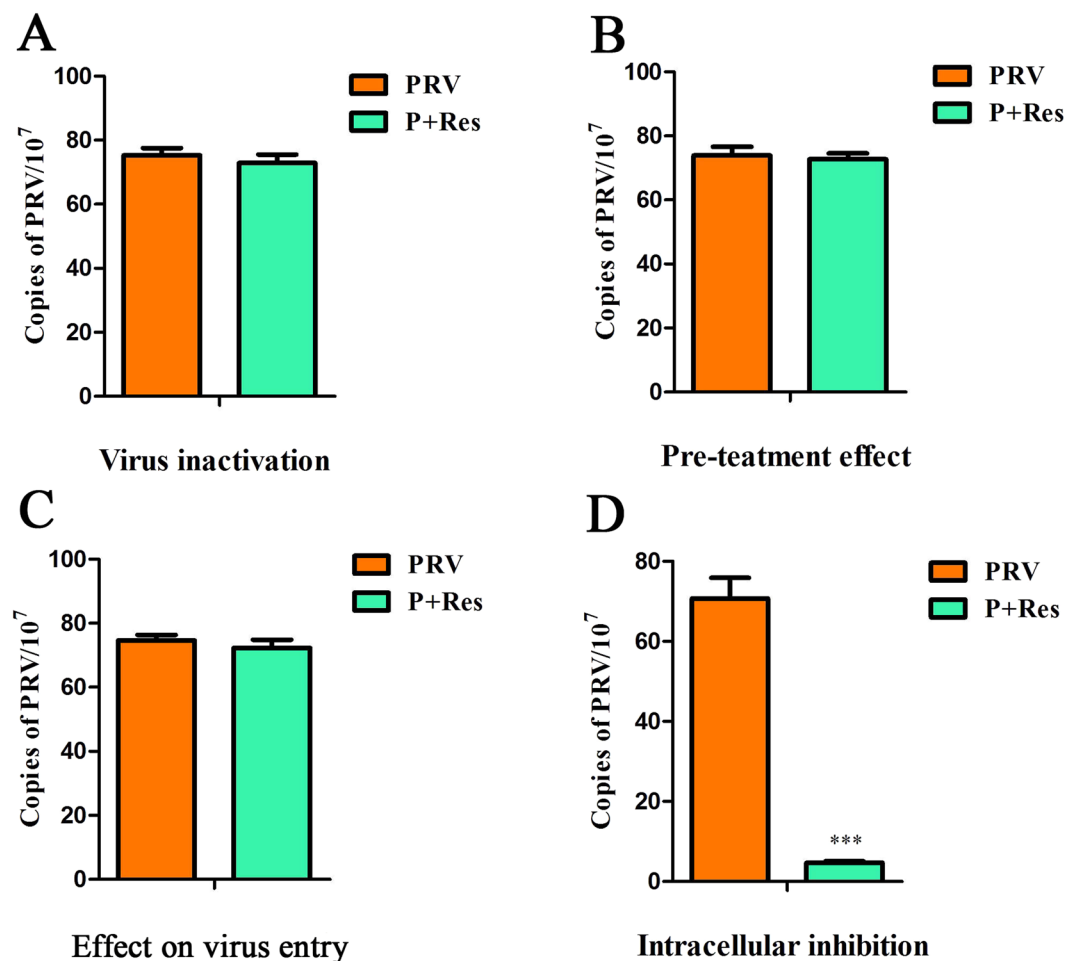 A
Copies of PRV/10^7
100
80
60
40
20
0
PRV
P+Res
Virus inactivation
B
Copies of PRV/10^7
100
80
60
40
20
0
PRV
P+Res
Pre-teatment effect
C
Copies of PRV/10^7
100
80
60
40
20
0
PRV
P+Res
Effect on virus entry
D
Copies of PRV/10^7
80
60
40
20
0
PRV
P+Res
***
Intracellular inhibition